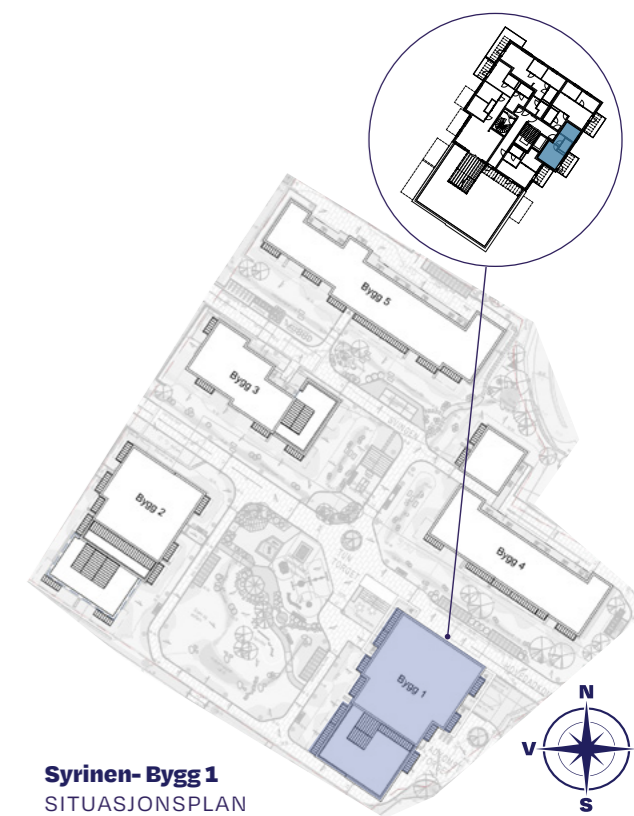 Bygg 5
Bygg 3
Bygg 2
Bygg 4
Bygg 1
N
V
S
Syrinen- Bygg 1
SITUASJONSPLAN